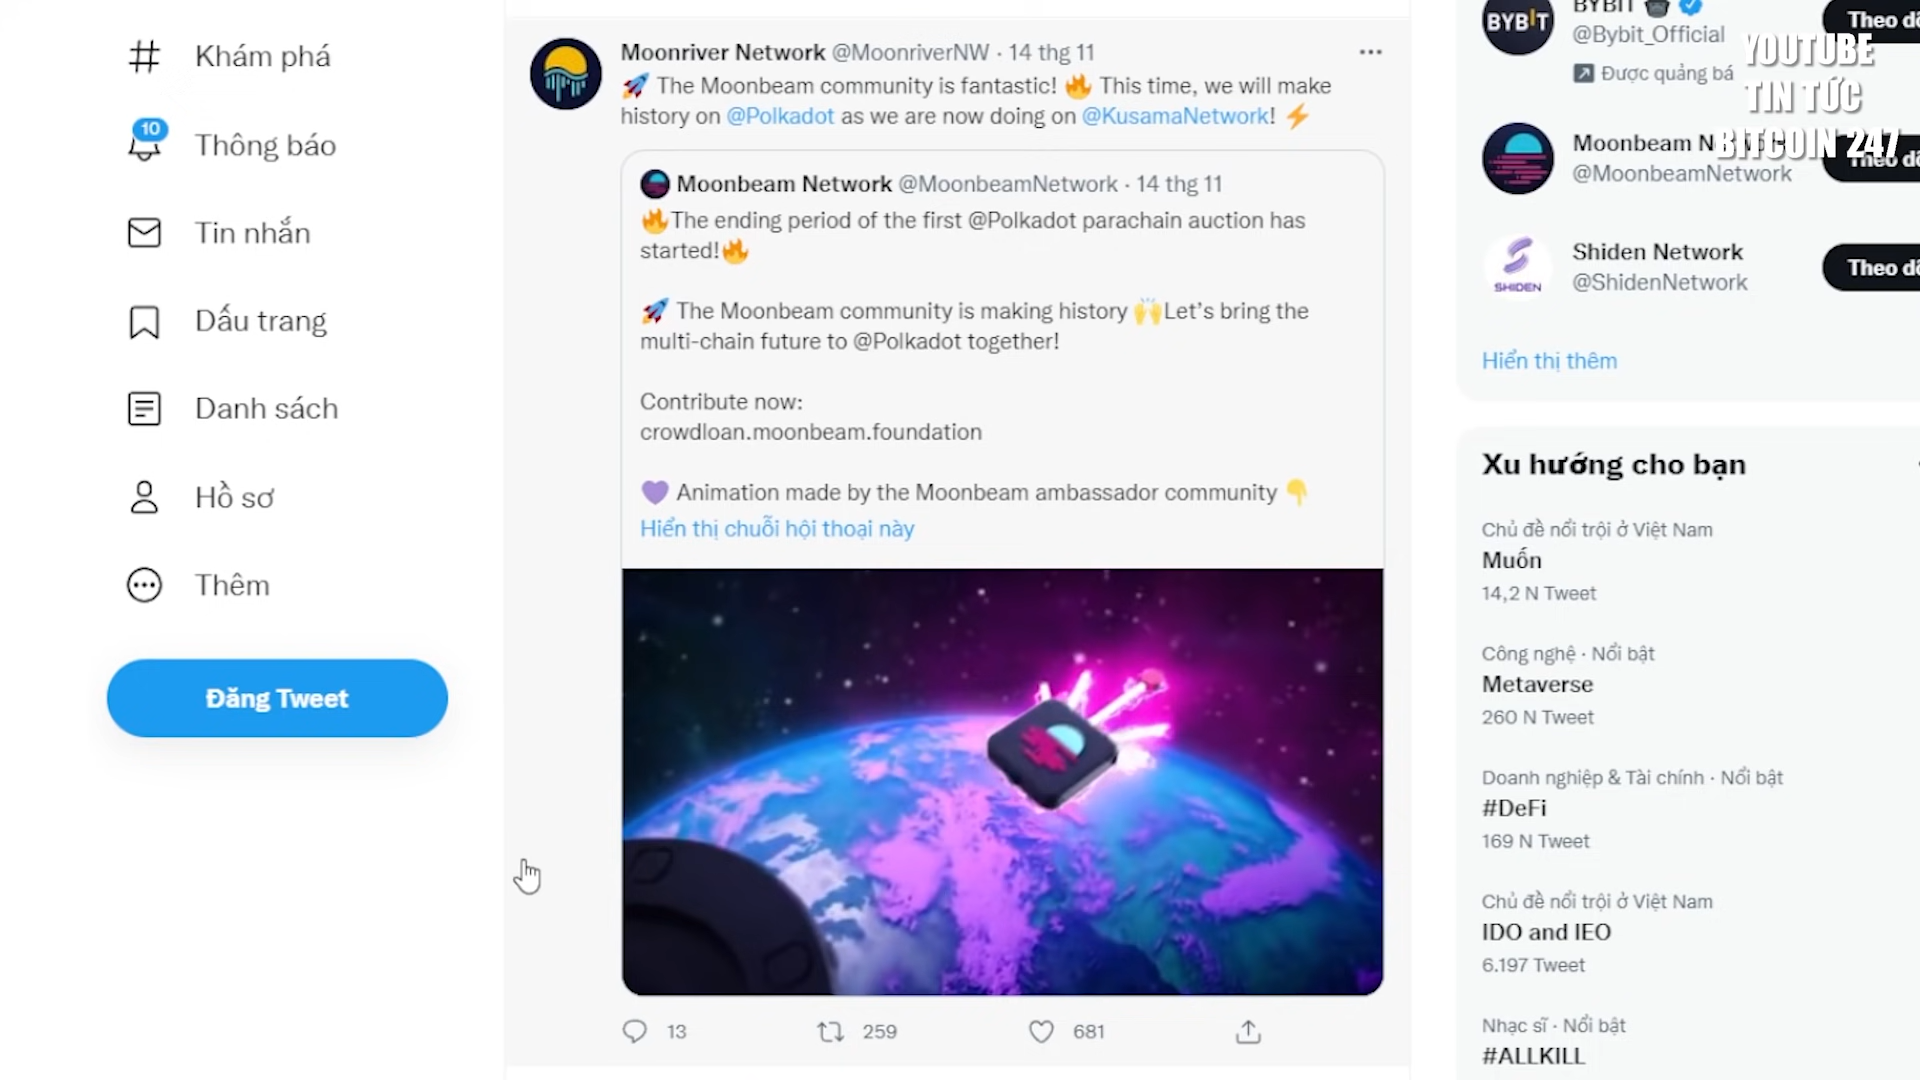 Khám phá
10
Thông báo
Tin nhắn
Dấu trang
Danh sách
Hồ sơ
Thêm
Đăng Tweet
Moonriver Network @MoonriverNW · 14 thg 11
🚀 The Moonbeam community is fantastic! 🔥 This time, we will make
history on @Polkadot as we are now doing on @KusamaNetwork! ⚡
Moonbeam Network @MoonbeamNetwork · 14 thg 11
🔥The ending period of the first @Polkadot parachain auction has
started!🔥
🚀 The Moonbeam community is making history 🙌Let's bring the
multi-chain future to @Polkadot together!
Contribute now:
crowdloan.moonbeam.foundation
💜 Animation made by the Moonbeam ambassador community 👇
Hiển thị chuỗi hội thoại này
13
259
681
BYBIT
BYBIT
@Bybit_Official
Được quảng bá
Theo
YOUTUBE
TIN TỨC
BITCOIN 247
Moonbeam
@MoonbeamNetwork
Theo
SHIDEN
Shiden Network
@ShidenNetwork
Theo
Hiển thị thêm
Xu hướng cho bạn
Chủ đề nổi trội ở Việt Nam
Muốn
14,2 N Tweet
Công nghệ · Nổi bật
Metaverse
260 N Tweet
Doanh nghiệp & Tài chính · Nổi bật
#DeFi
169 N Tweet
Chủ đề nổi trội ở Việt Nam
IDO and IEO
6.197 Tweet
Nhạc sĩ · Nổi bật
#ALLKILL